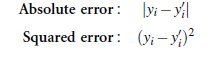 Absolute error: |yᵢ − y′ᵢ|
Squared error: (yᵢ − y′ᵢ)²